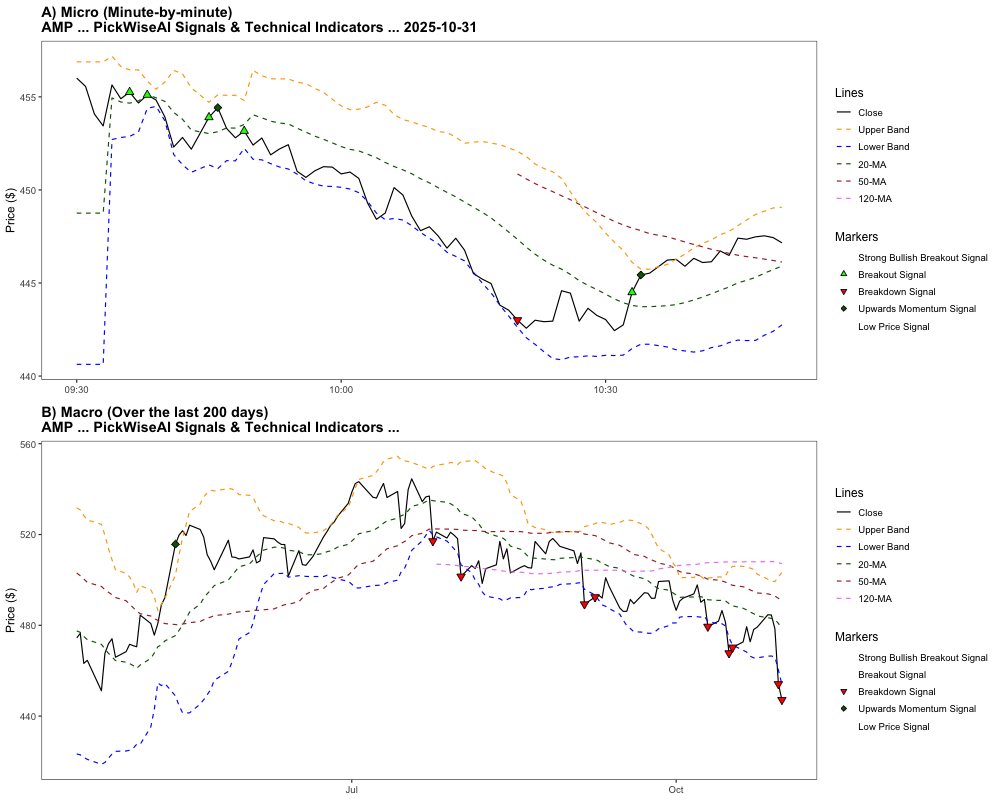 A) Micro (Minute-by-minute)
AMP ... PickWiseAI Signals & Technical Indicators ... 2025-10-31
Price ($)
455
450
445
440
09:30
10:00
10:30
Lines
Close
Upper Band
Lower Band
20-MA
50-MA
120-MA
Markers
Strong Bullish Breakout Signal
Breakout Signal
Breakdown Signal
Upwards Momentum Signal
Low Price Signal
B) Macro (Over the last 200 days)
AMP ... PickWiseAI Signals & Technical Indicators ...
Price ($)
560
520
480
440
Jul
Oct
Lines
Close
Upper Band
Lower Band
20-MA
50-MA
120-MA
Markers
Strong Bullish Breakout Signal
Breakout Signal
Breakdown Signal
Upwards Momentum Signal
Low Price Signal